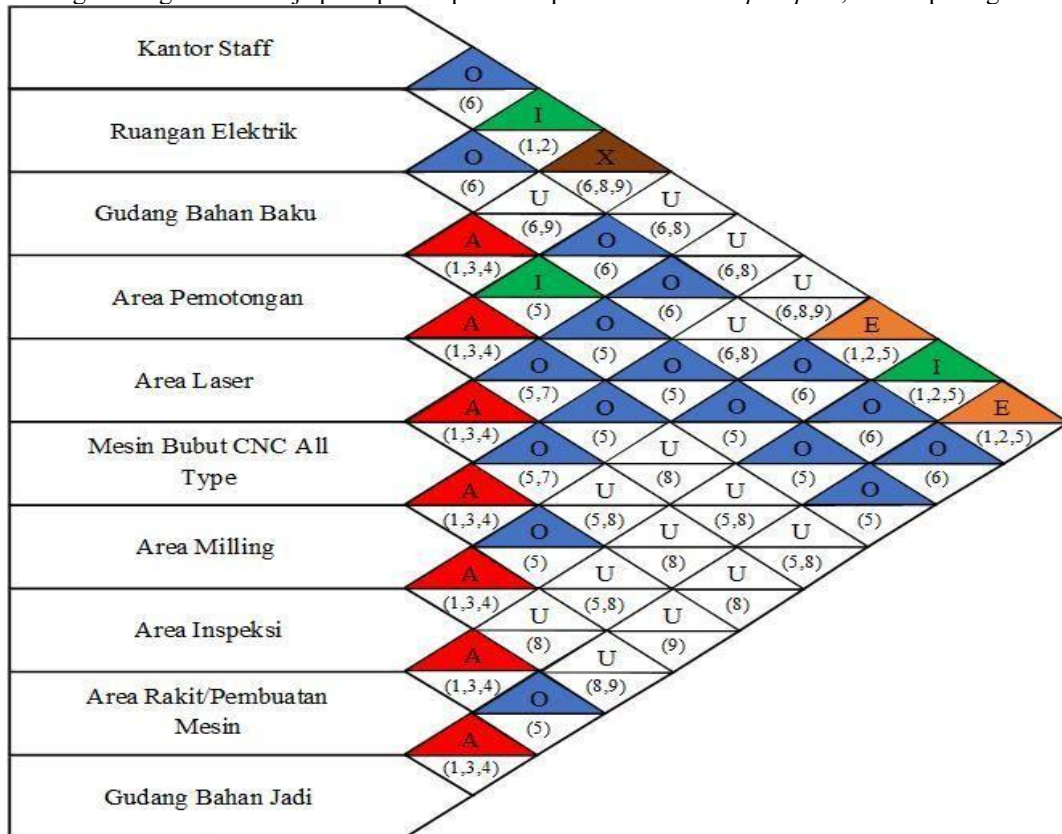 Kantor Staff
O
(6)
I
Ruangan Elektrik
(1,2)
O X
(6) (6,8,9)
U U
Gudang Bahan Baku
(6,9) (6,8)
A O U
(1,3,4) (6) (6,8)
I O U
Area Pemotongan
(5) (6) (6,8,9)
A O U E
(1,3,4) (5) (6,8) (1,2,5)
O O O I
Area Laser
(5,7) (5) (6) (1,2,5)
A O O O E
(1,3,4) (5) (5) (6) (1,2,5)
Mesin Bubut CNC All
Type
O U O O
(5,7) (8) (5) (6)
A U U O
(1,3,4) (5,8) (5,8) (5)
O U U
Area Milling
(5) (8) (5,8)
A U U
(1,3,4) (5,8) (8)
U U
Area Inspeksi
(8) (9)
A U
(1,3,4) (8,9)
Area Rakit/Pembuatan
Mesin
O
(5)
A
(1,3,4)
Gudang Bahan Jadi